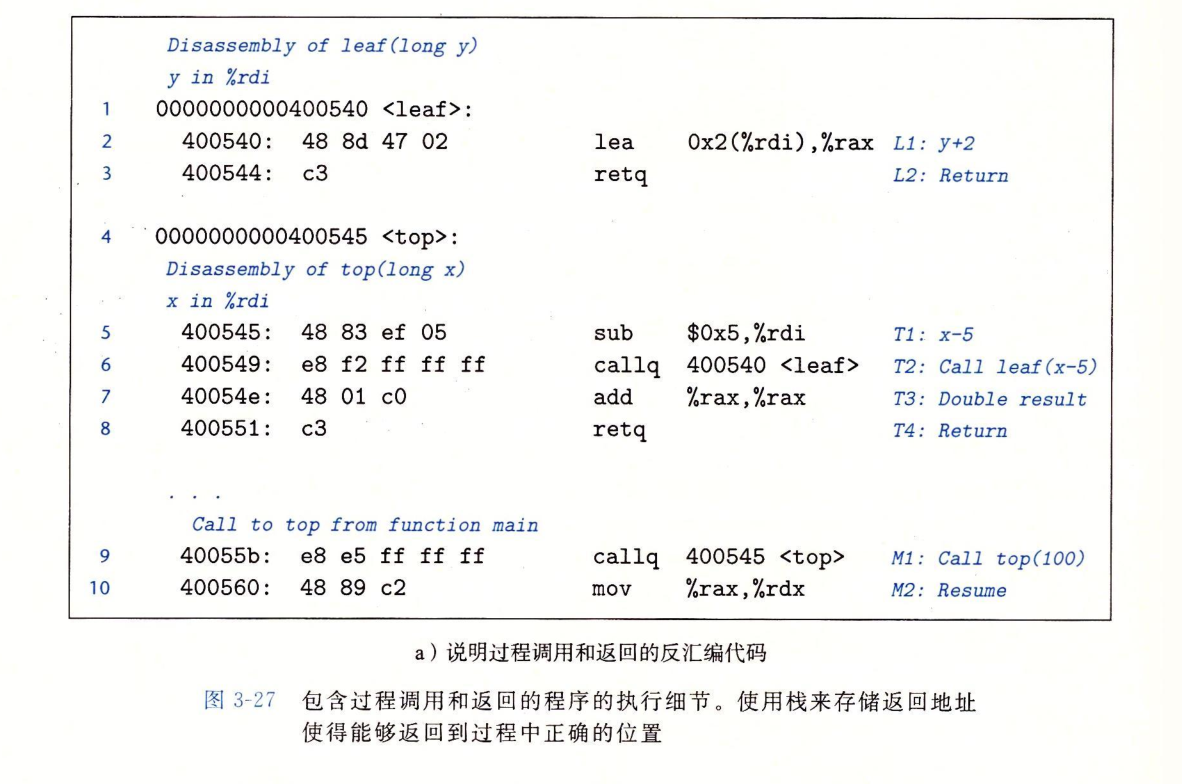 Disassembly of leaf(long y)
y in %rdi
1 0000000000400540 <leaf>:
2 400540: 48 8d 47 02 lea 0x2(%rdi),%rax L1: y+2
3 400544: c3 retq L2: Return
4 0000000000400545 <top>:
Disassembly of top(long x)
x in %rdi
5 400545: 48 83 ef 05 sub $0x5,%rdi T1: x-5
6 400549: e8 f2 ff ff ff callq 400540 <leaf> T2: Call leaf(x-5)
7 40054e: 48 01 c0 add %rax,%rax T3: Double result
8 400551: c3 retq T4: Return
. . .
Call to top from function main
9 40055b: e8 e5 ff ff ff callq 400545 <top> M1: Call top(100)
10 400560: 48 89 c2 mov %rax,%rdx M2: Resume
a）说明过程调用和返回的反汇编代码
图 3-27 包含过程调用和返回的程序的执行细节。使用栈来存储返回地址
使得能够返回到过程中正确的位置